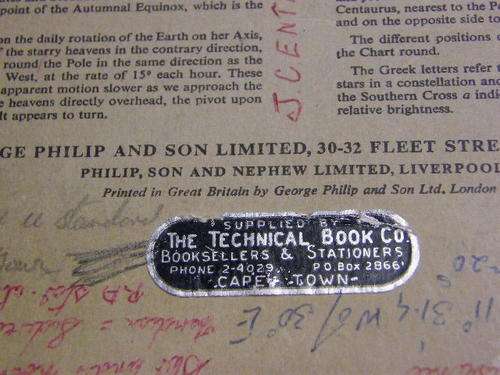 point of the Autumnal Equinox, which is the
on the daily rotation of the Earth on her Axis,
of the starry heavens in the contrary direction,
round the Pole in the same direction as the
West, at the rate of 15° each hour. These
apparent motion slower as we approach the
heavens directly overhead, the pivot upon
it appears to turn.
Centaurus, nearest to the
and on the opposite side to
The different positions
the Chart round.
The Greek letters refer
stars in a constellation and
the Southern Cross a
relative brightness.
J CENT
GE PHILIP AND SON LIMITED, 30-32 FLEET STRE
PHILIP, SON AND NEPHEW LIMITED, LIVERPOOL
Printed in Great Britain by George Philip and Son Ltd. London
Standard
SUPPLIED BY
THE TECHNICAL BOOK CO.
BOOKSELLERS & STATIONERS
PHONE 2-4029... P.O. BOX 2866
·CAPE TOWN·